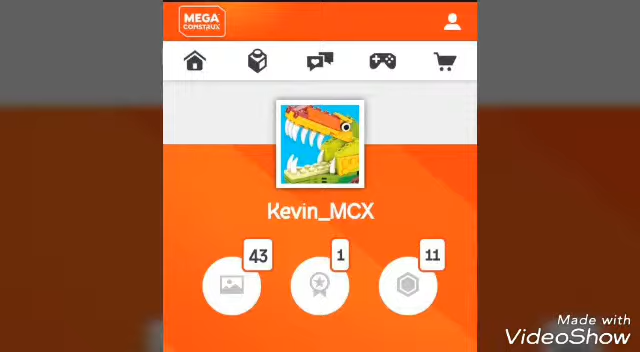 MEGA
CONSTRUX
Kevin_MCX
43
1
11
Made with
VideoShow